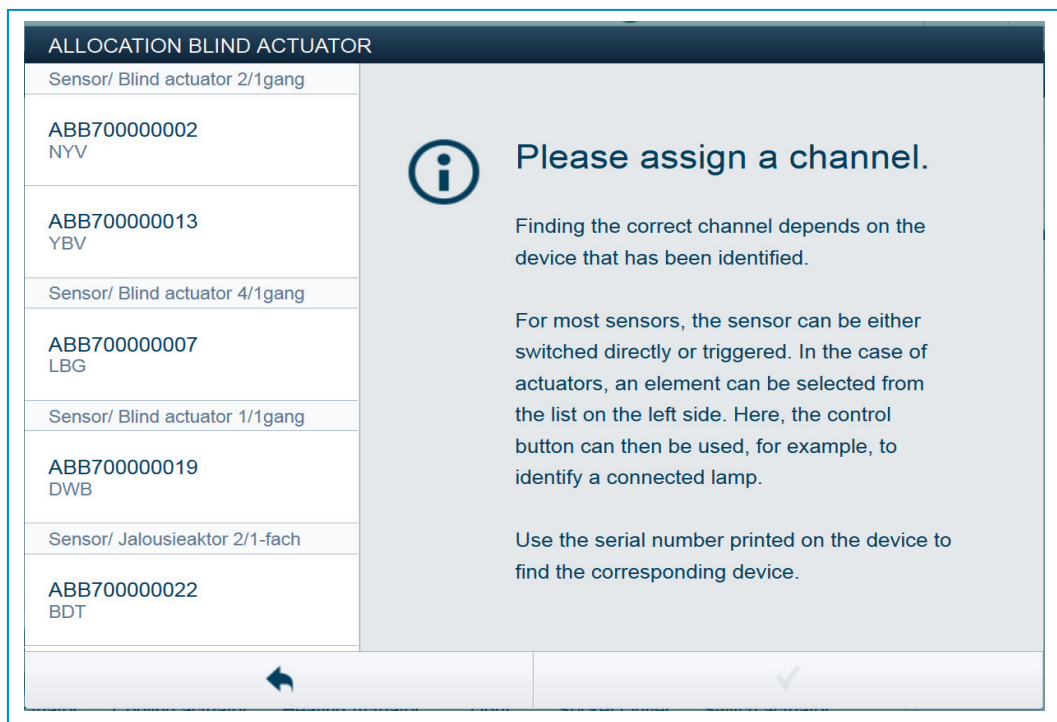 ALLOCATION BLIND ACTUATOR
Sensor/ Blind actuator 2/1gang
ABB700000002
NYV
ABB700000013
YBV
Sensor/ Blind actuator 4/1gang
ABB700000007
LBG
Sensor/ Blind actuator 1/1gang
ABB700000019
DWB
Sensor/ Jalousieaktor 2/1-fach
ABB700000022
BDT
Please assign a channel.
Finding the correct channel depends on the
device that has been identified.
For most sensors, the sensor can be either
switched directly or triggered. In the case of
actuators, an element can be selected from
the list on the left side. Here, the control
button can then be used, for example, to
identify a connected lamp.
Use the serial number printed on the device to
find the corresponding device.